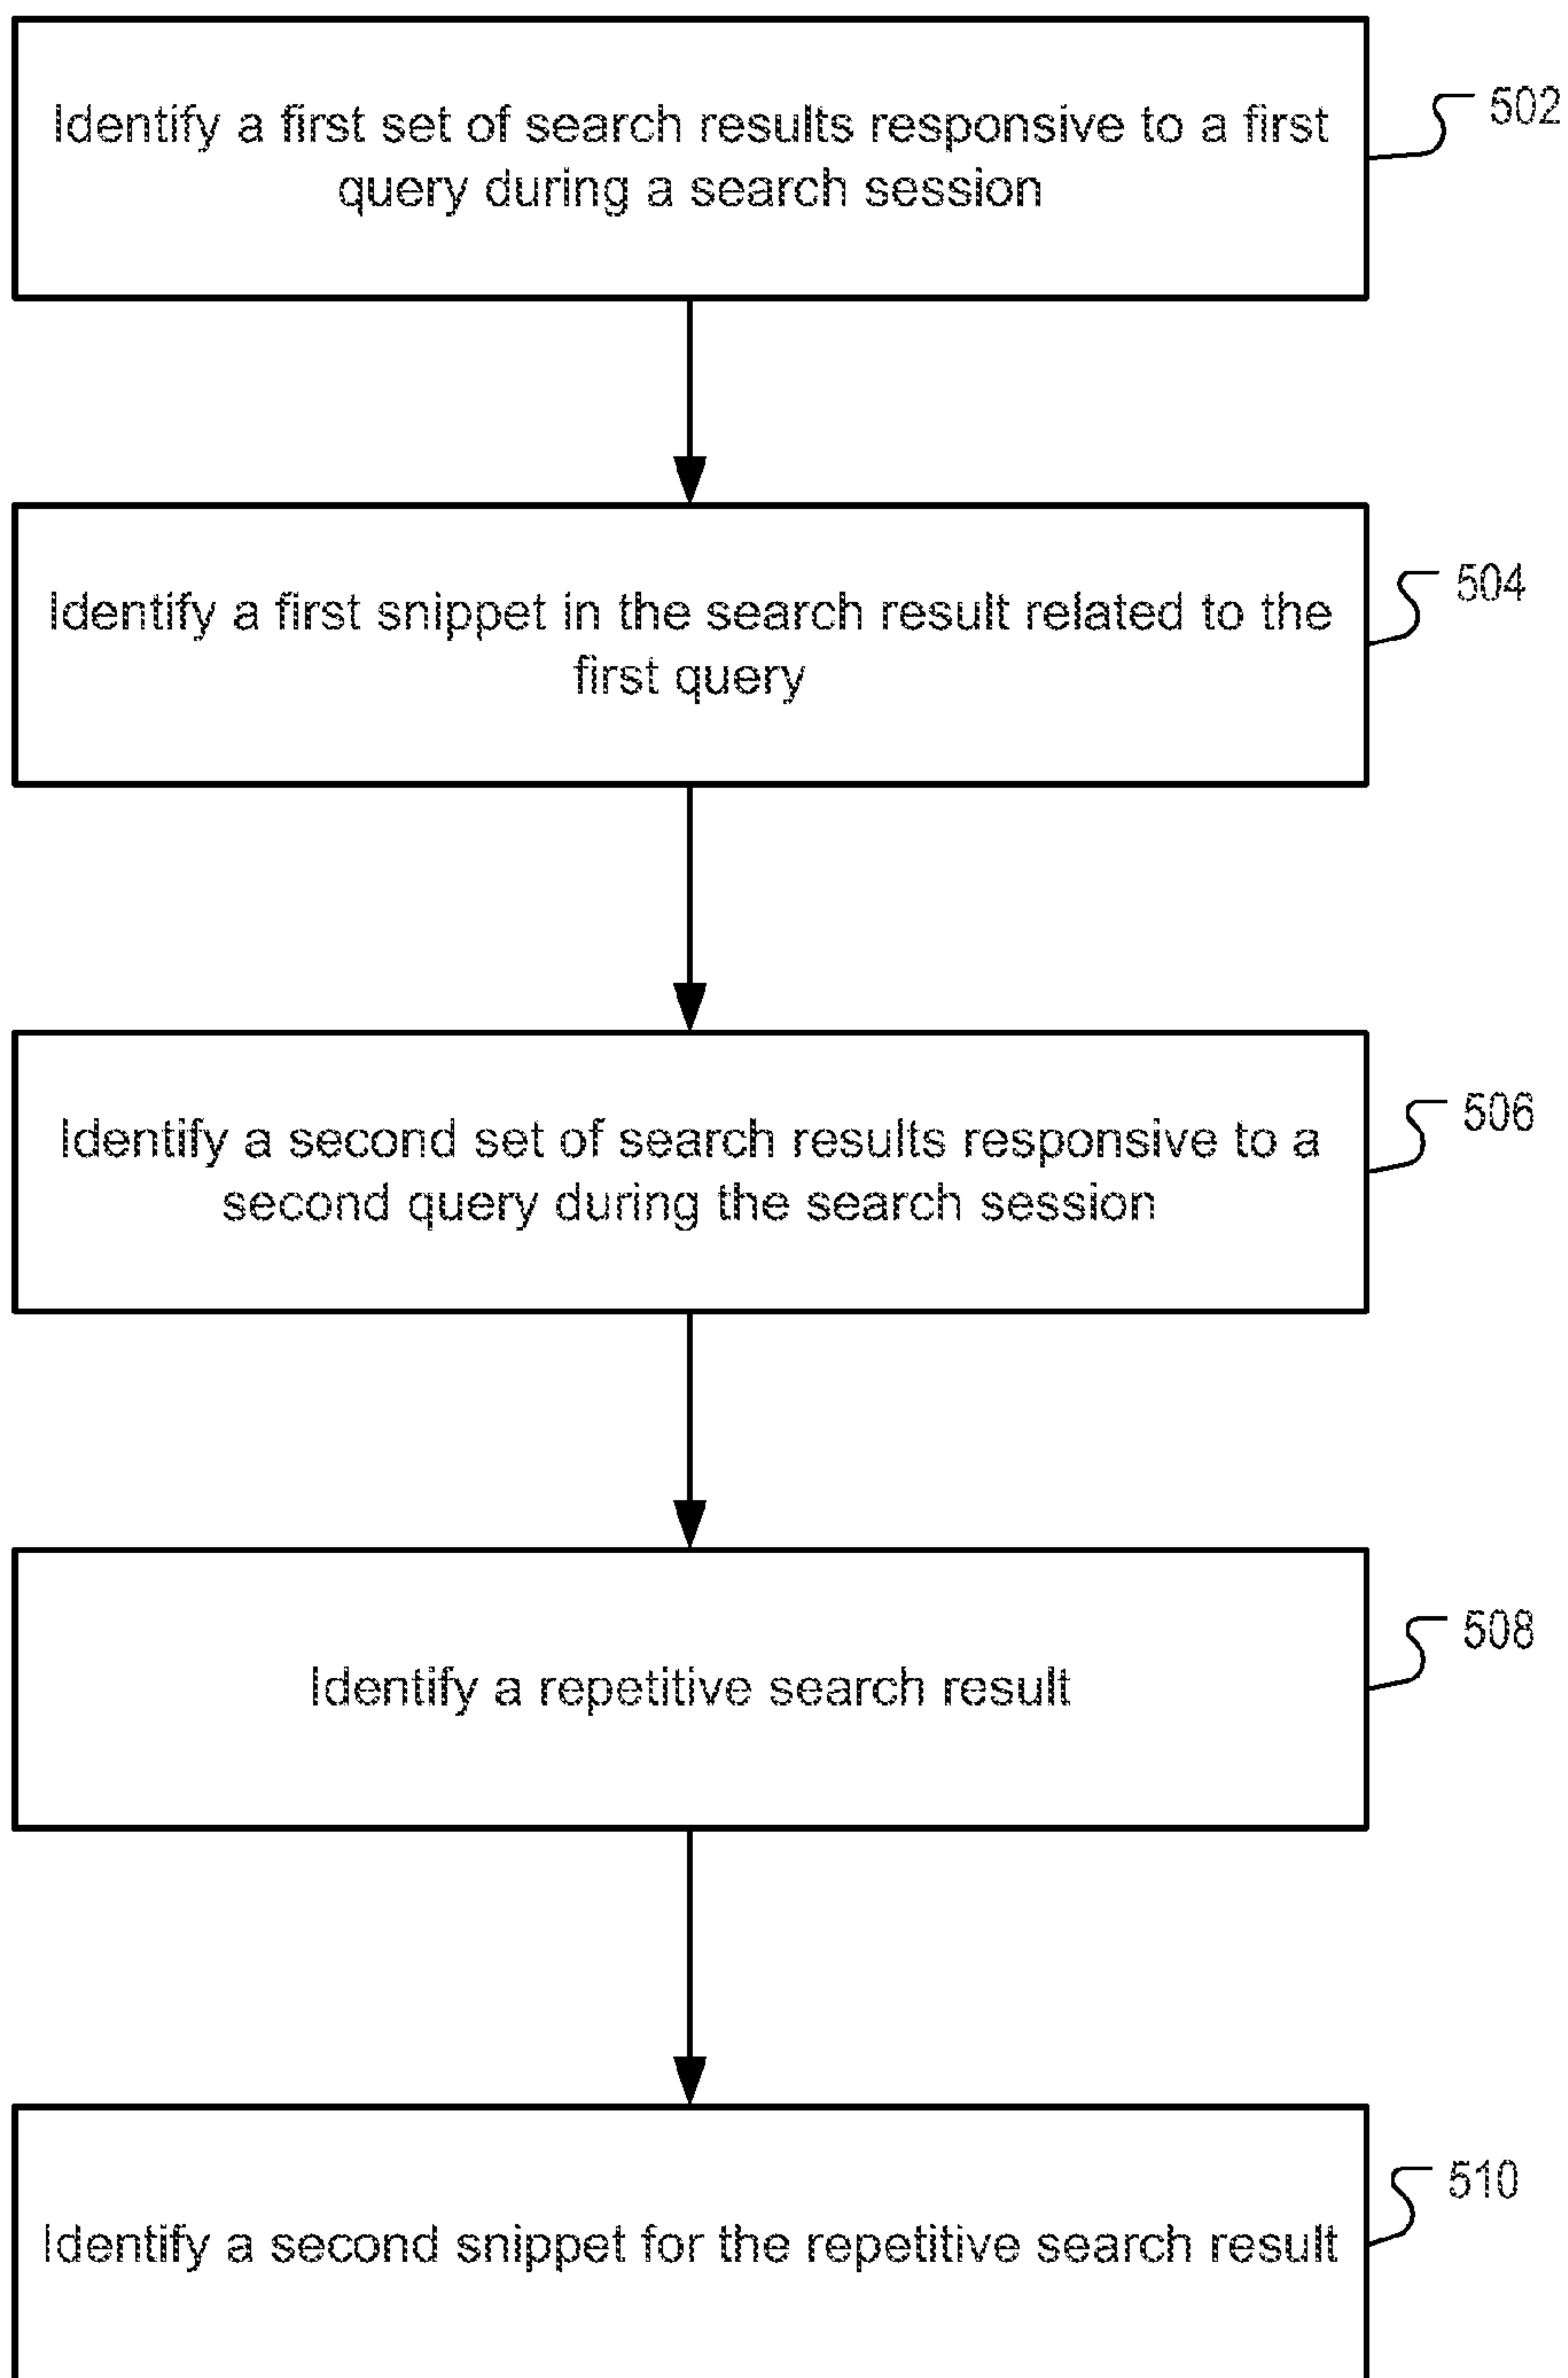 Identify a first set of search results responsive to a first
query during a search session
502
Identify a first snippet in the search result related to the
first query
504
Identify a second set of search results responsive to a
second query during the search session
506
Identify a repetitive search result
508
Identify a second snippet for the repetitive search result
510